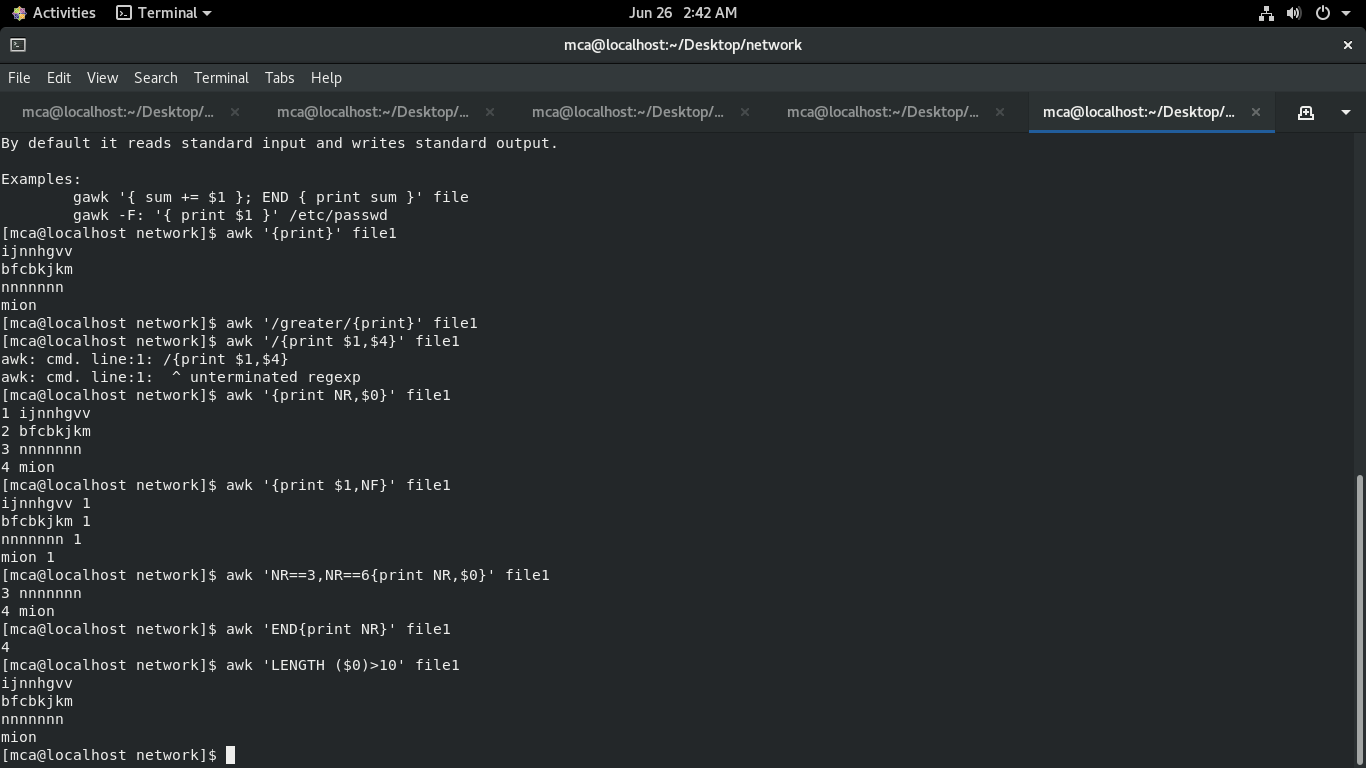 Activities Terminal Jun 26 2:42 AM
mca@localhost:~/Desktop/network
File Edit View Search Terminal Tabs Help
mca@localhost:~/Desktop/... mca@localhost:~/Desktop/... mca@localhost:~/Desktop/... mca@localhost:~/Desktop/... mca@localhost:~/Desktop/...
By default it reads standard input and writes standard output.
Examples:
gawk '{ sum += $1 }; END { print sum }' file
gawk -F: '{ print $1 }' /etc/passwd
[mca@localhost network]$ awk '{print}' file1
ijnnhgvv
bfcbkjkm
nnnnnnn
mion
[mca@localhost network]$ awk '/greater/{print}' file1
[mca@localhost network]$ awk '/{print $1,$4}' file1
awk: cmd. line:1: /{print $1,$4}
awk: cmd. line:1:  ^ unterminated regexp
[mca@localhost network]$ awk '{print NR,$0}' file1
1 ijnnhgvv
2 bfcbkjkm
3 nnnnnnn
4 mion
[mca@localhost network]$ awk '{print $1,NF}' file1
ijnnhgvv 1
bfcbkjkm 1
nnnnnnn 1
mion 1
[mca@localhost network]$ awk 'NR==3,NR==6{print NR,$0}' file1
3 nnnnnnn
4 mion
[mca@localhost network]$ awk 'END{print NR}' file1
4
[mca@localhost network]$ awk 'LENGTH ($0)>10' file1
ijnnhgvv
bfcbkjkm
nnnnnnn
mion
[mca@localhost network]$